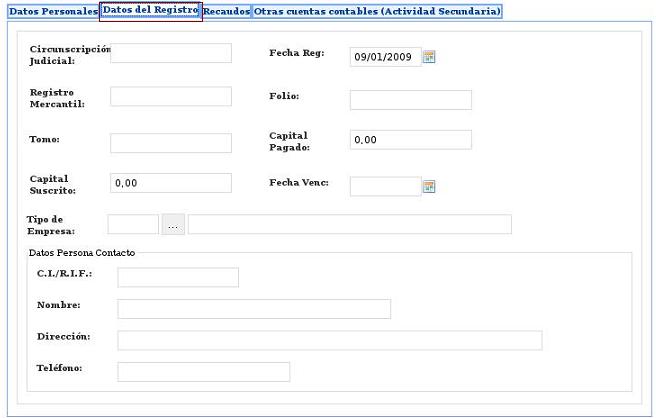 Datos Personales Datos del Registro Recaudos Otras cuentas contables (Actividad Secundaria)
Circunscripción Judicial: Fecha Reg: 09/01/2009
Registro Mercantil: Folio:
Tomo: Capital Pagado: 0,00
Capital Suscrito: 0,00 Fecha Venc:
Tipo de Empresa: ...
Datos Persona Contacto
C.I./R.I.F.:
Nombre:
Dirección:
Teléfono: